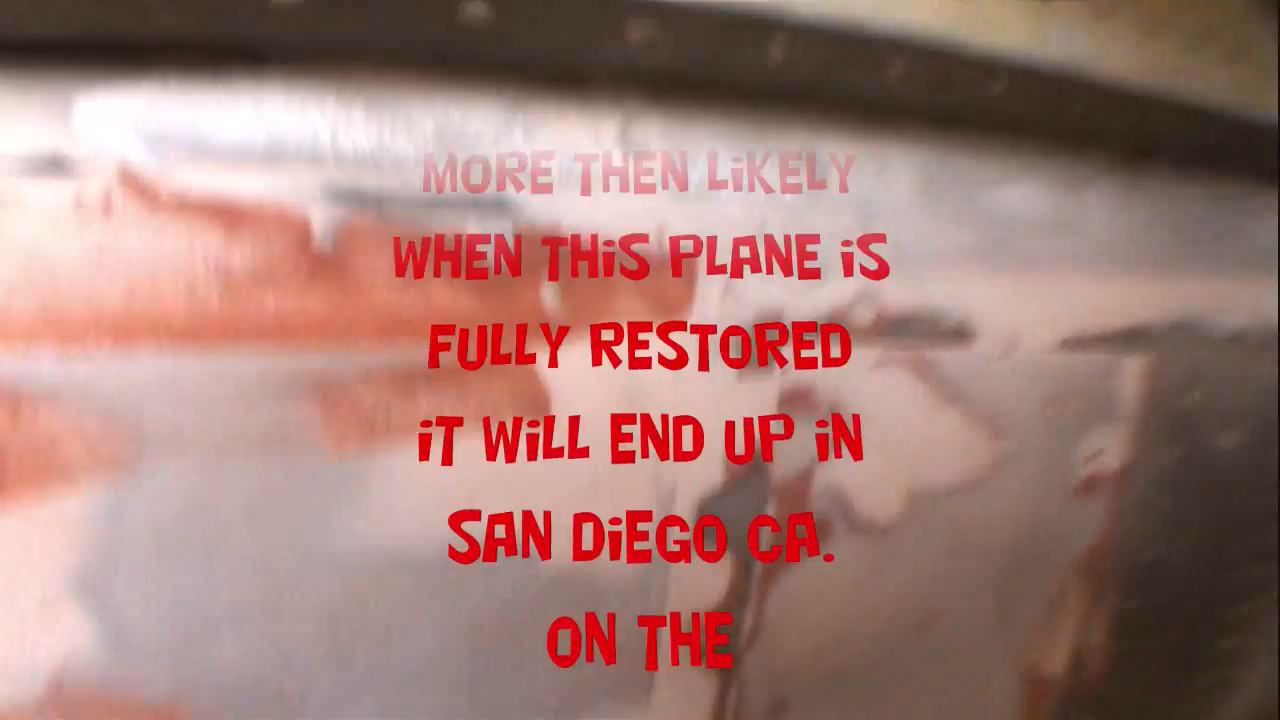 MORE THEN LiKELY
WHEN THiS PLANE iS
FULLY RESTORED
iT WiLL END UP iN
SAN DiEGO CA.
ON THE